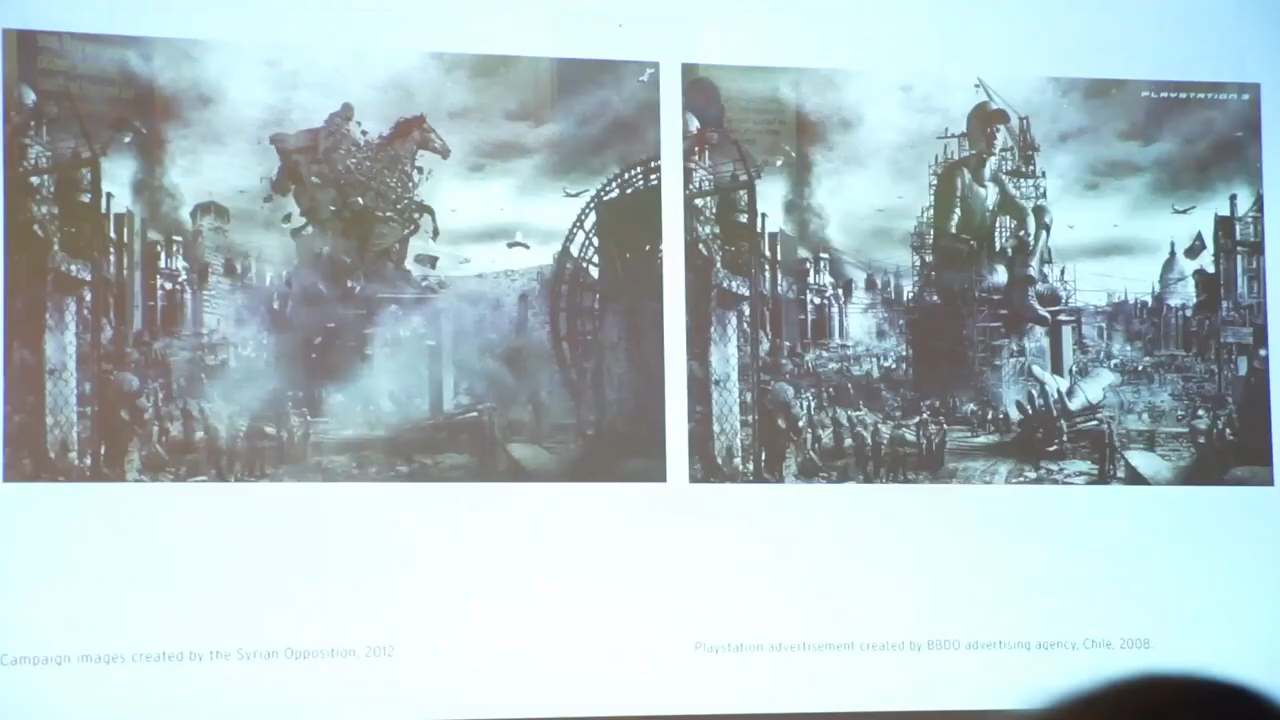 PLAYSTATION 3
Campaign images created by the Syrian Opposition, 2012
Playstation advertisement created by BBDO advertising agency, Chile, 2008.